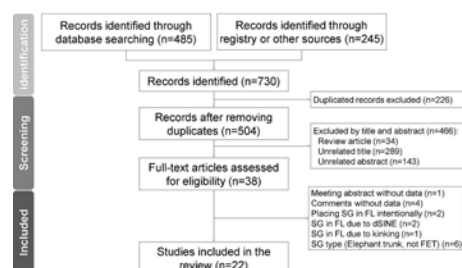 Identification
Records identified through
database searching (n=485)
Records identified through
registry or other sources (n=245)
Records identified (n=730)
Duplicated records excluded (n=226)
Screening
Records after removing
duplicates (n=504)
Excluded by title and abstract (n=466):
Review article (n=34)
Unrelated title (n=289)
Unrelated abstract (n=143)
Full-text articles assessed
for eligibility (n=38)
Included
Meeting abstract without data (n=1)
Comments without data (n=4)
Placing SG in FL intentionally (n=2)
SG in FL due to dSINE (n=2)
SG in FL due to kinking (n=1)
SG type (Elephant trunk, not FET) (n=6)
Studies included in the
review (n=22)